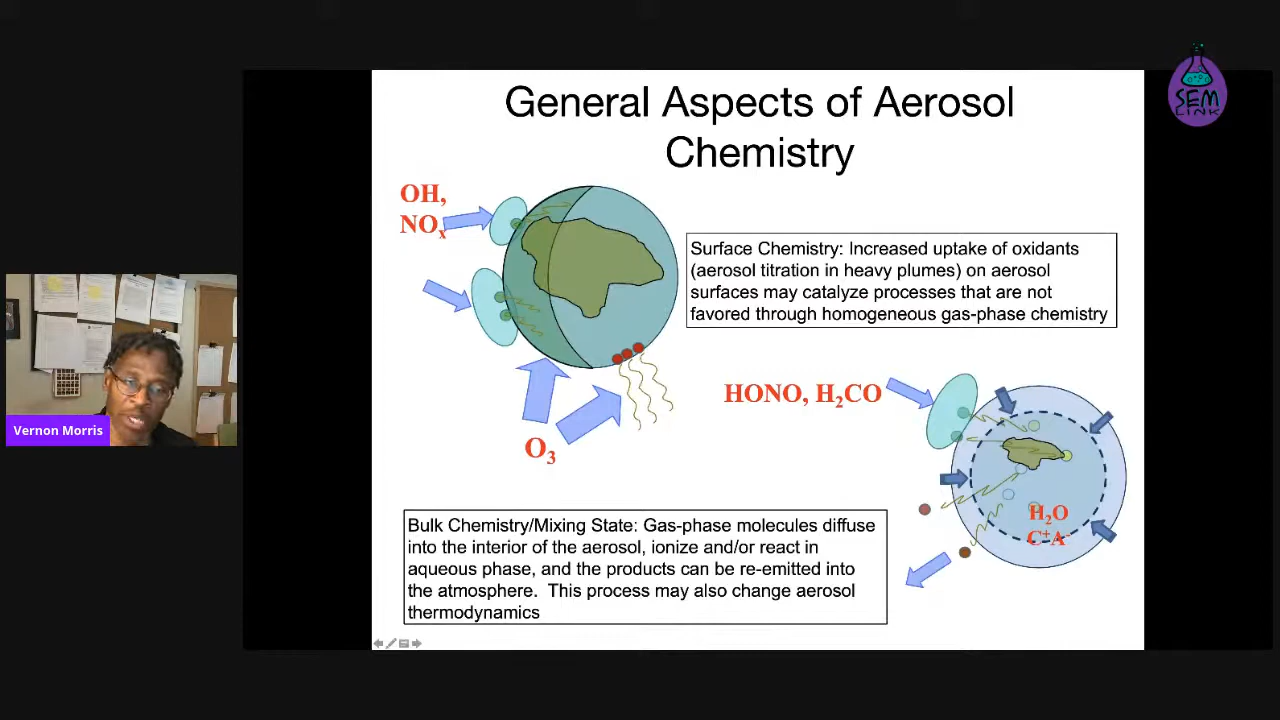 General Aspects of Aerosol
Chemistry
SEM
LINK
OH,
NOx
Surface Chemistry: Increased uptake of oxidants
(aerosol titration in heavy plumes) on aerosol
surfaces may catalyze processes that are not
favored through homogeneous gas-phase chemistry
HONO, H2CO
O3
Vernon Morris
H2O
C+A-
Bulk Chemistry/Mixing State: Gas-phase molecules diffuse
into the interior of the aerosol, ionize and/or react in
aqueous phase, and the products can be re-emitted into
the atmosphere. This process may also change aerosol
thermodynamics